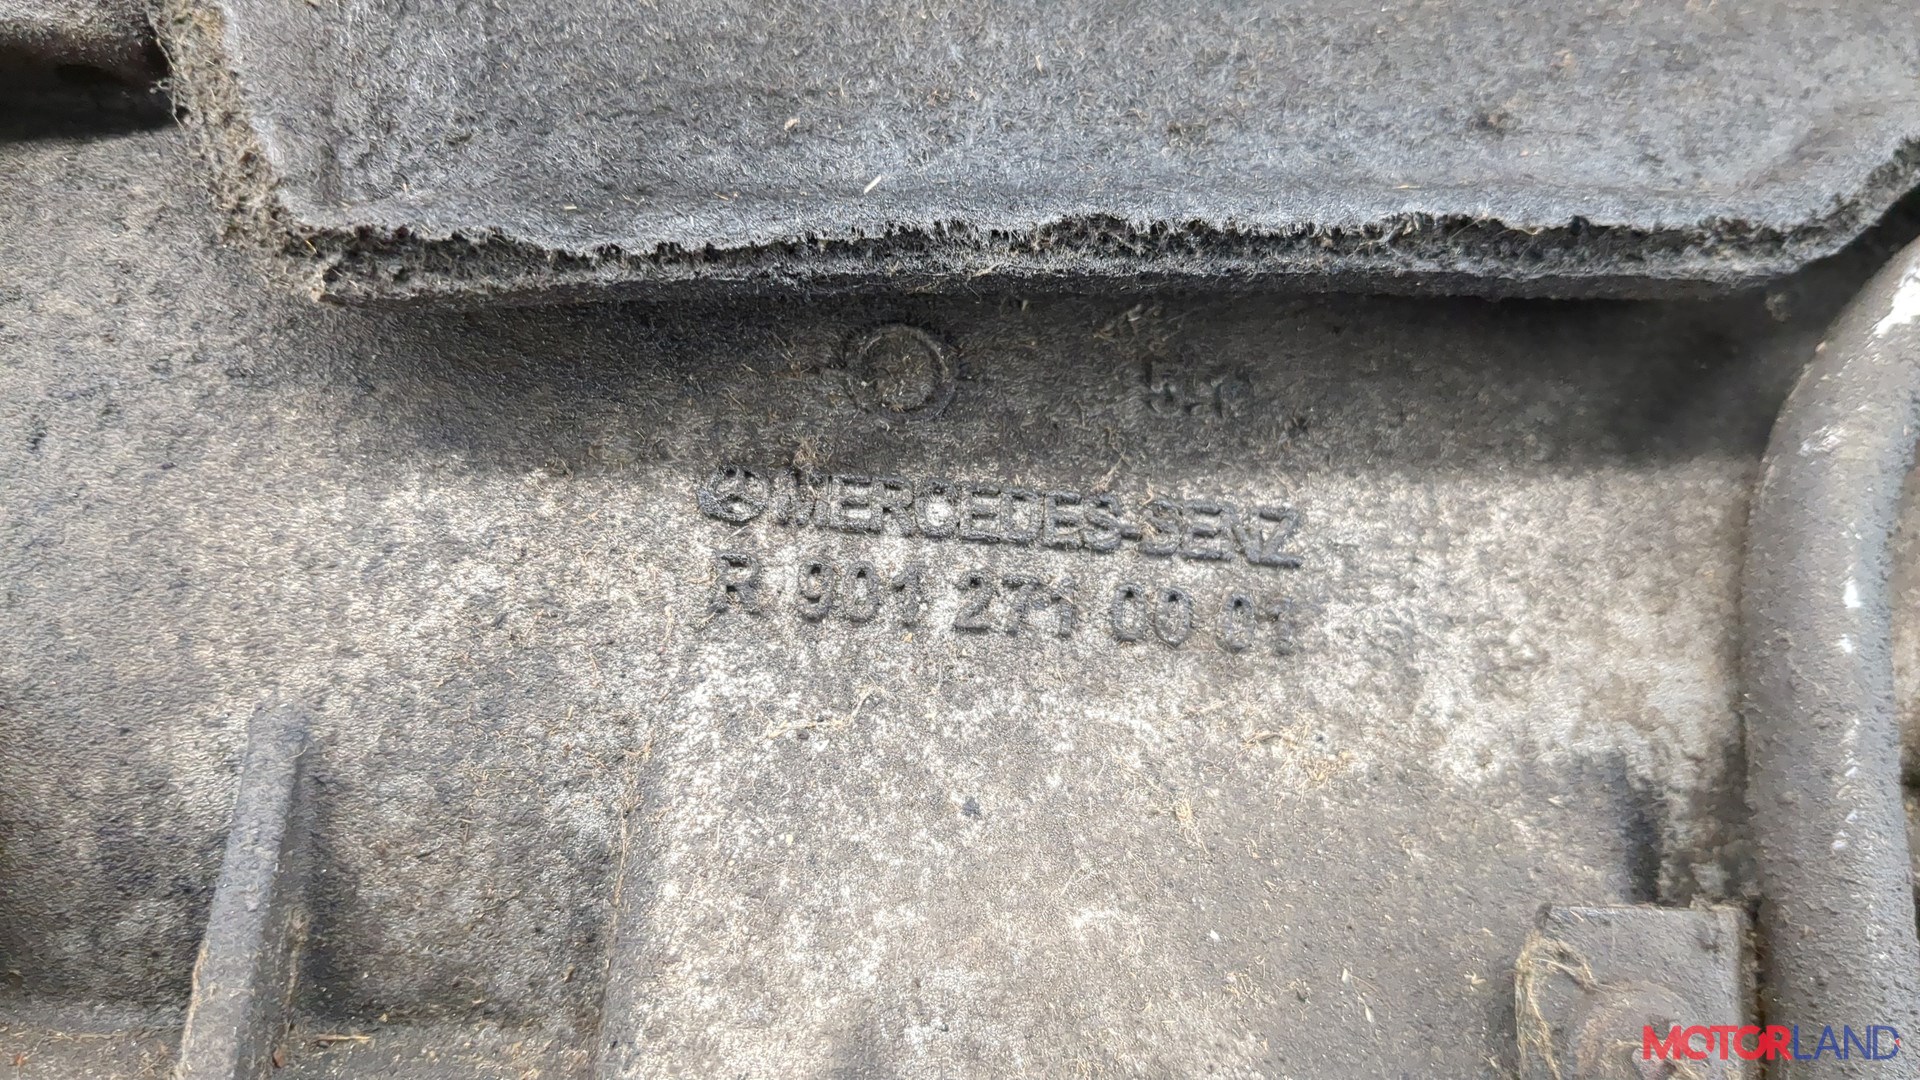 MERCEDES-BENZ
R 901 271 00 01
MOTORLAND